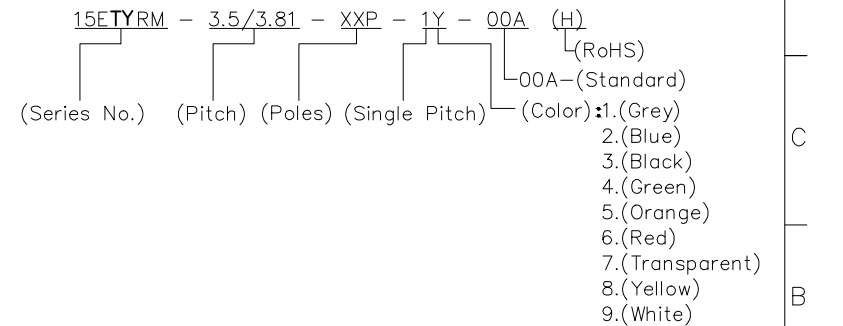 15ETYRM - 3.5/3.81 - XXP - 1Y - 00A (H)
(RoHS)
00A-(Standard)
(Series No.) (Pitch) (Poles) (Single Pitch) (Color):1.(Grey)
2.(Blue)
3.(Black)
4.(Green)
5.(Orange)
6.(Red)
7.(Transparent)
8.(Yellow)
9.(White)
C
B